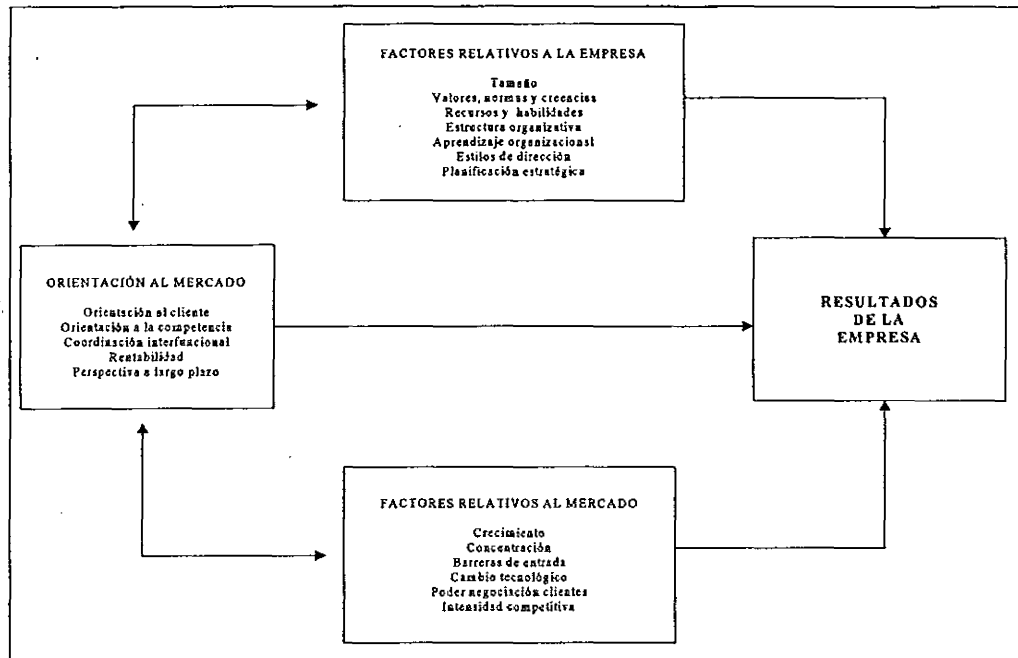 FACTORES RELATIVOS A LA EMPRESA
Tamaño
Valores, normas y creencias
Recursos y habilidades
Estructura organizativa
Aprendizaje organizacional
Estilos de dirección
Planificación estratégica
ORIENTACIÓN AL MERCADO
Orientación al cliente
Orientación a la competencia
Coordinación interfuncional
Rentabilidad
Perspectiva a largo plazo
RESULTADOS
DE LA
EMPRESA
FACTORES RELATIVOS AL MERCADO
Crecimiento
Concentración
Barreras de entrada
Cambio tecnológico
Poder negociación clientes
Intensidad competitiva